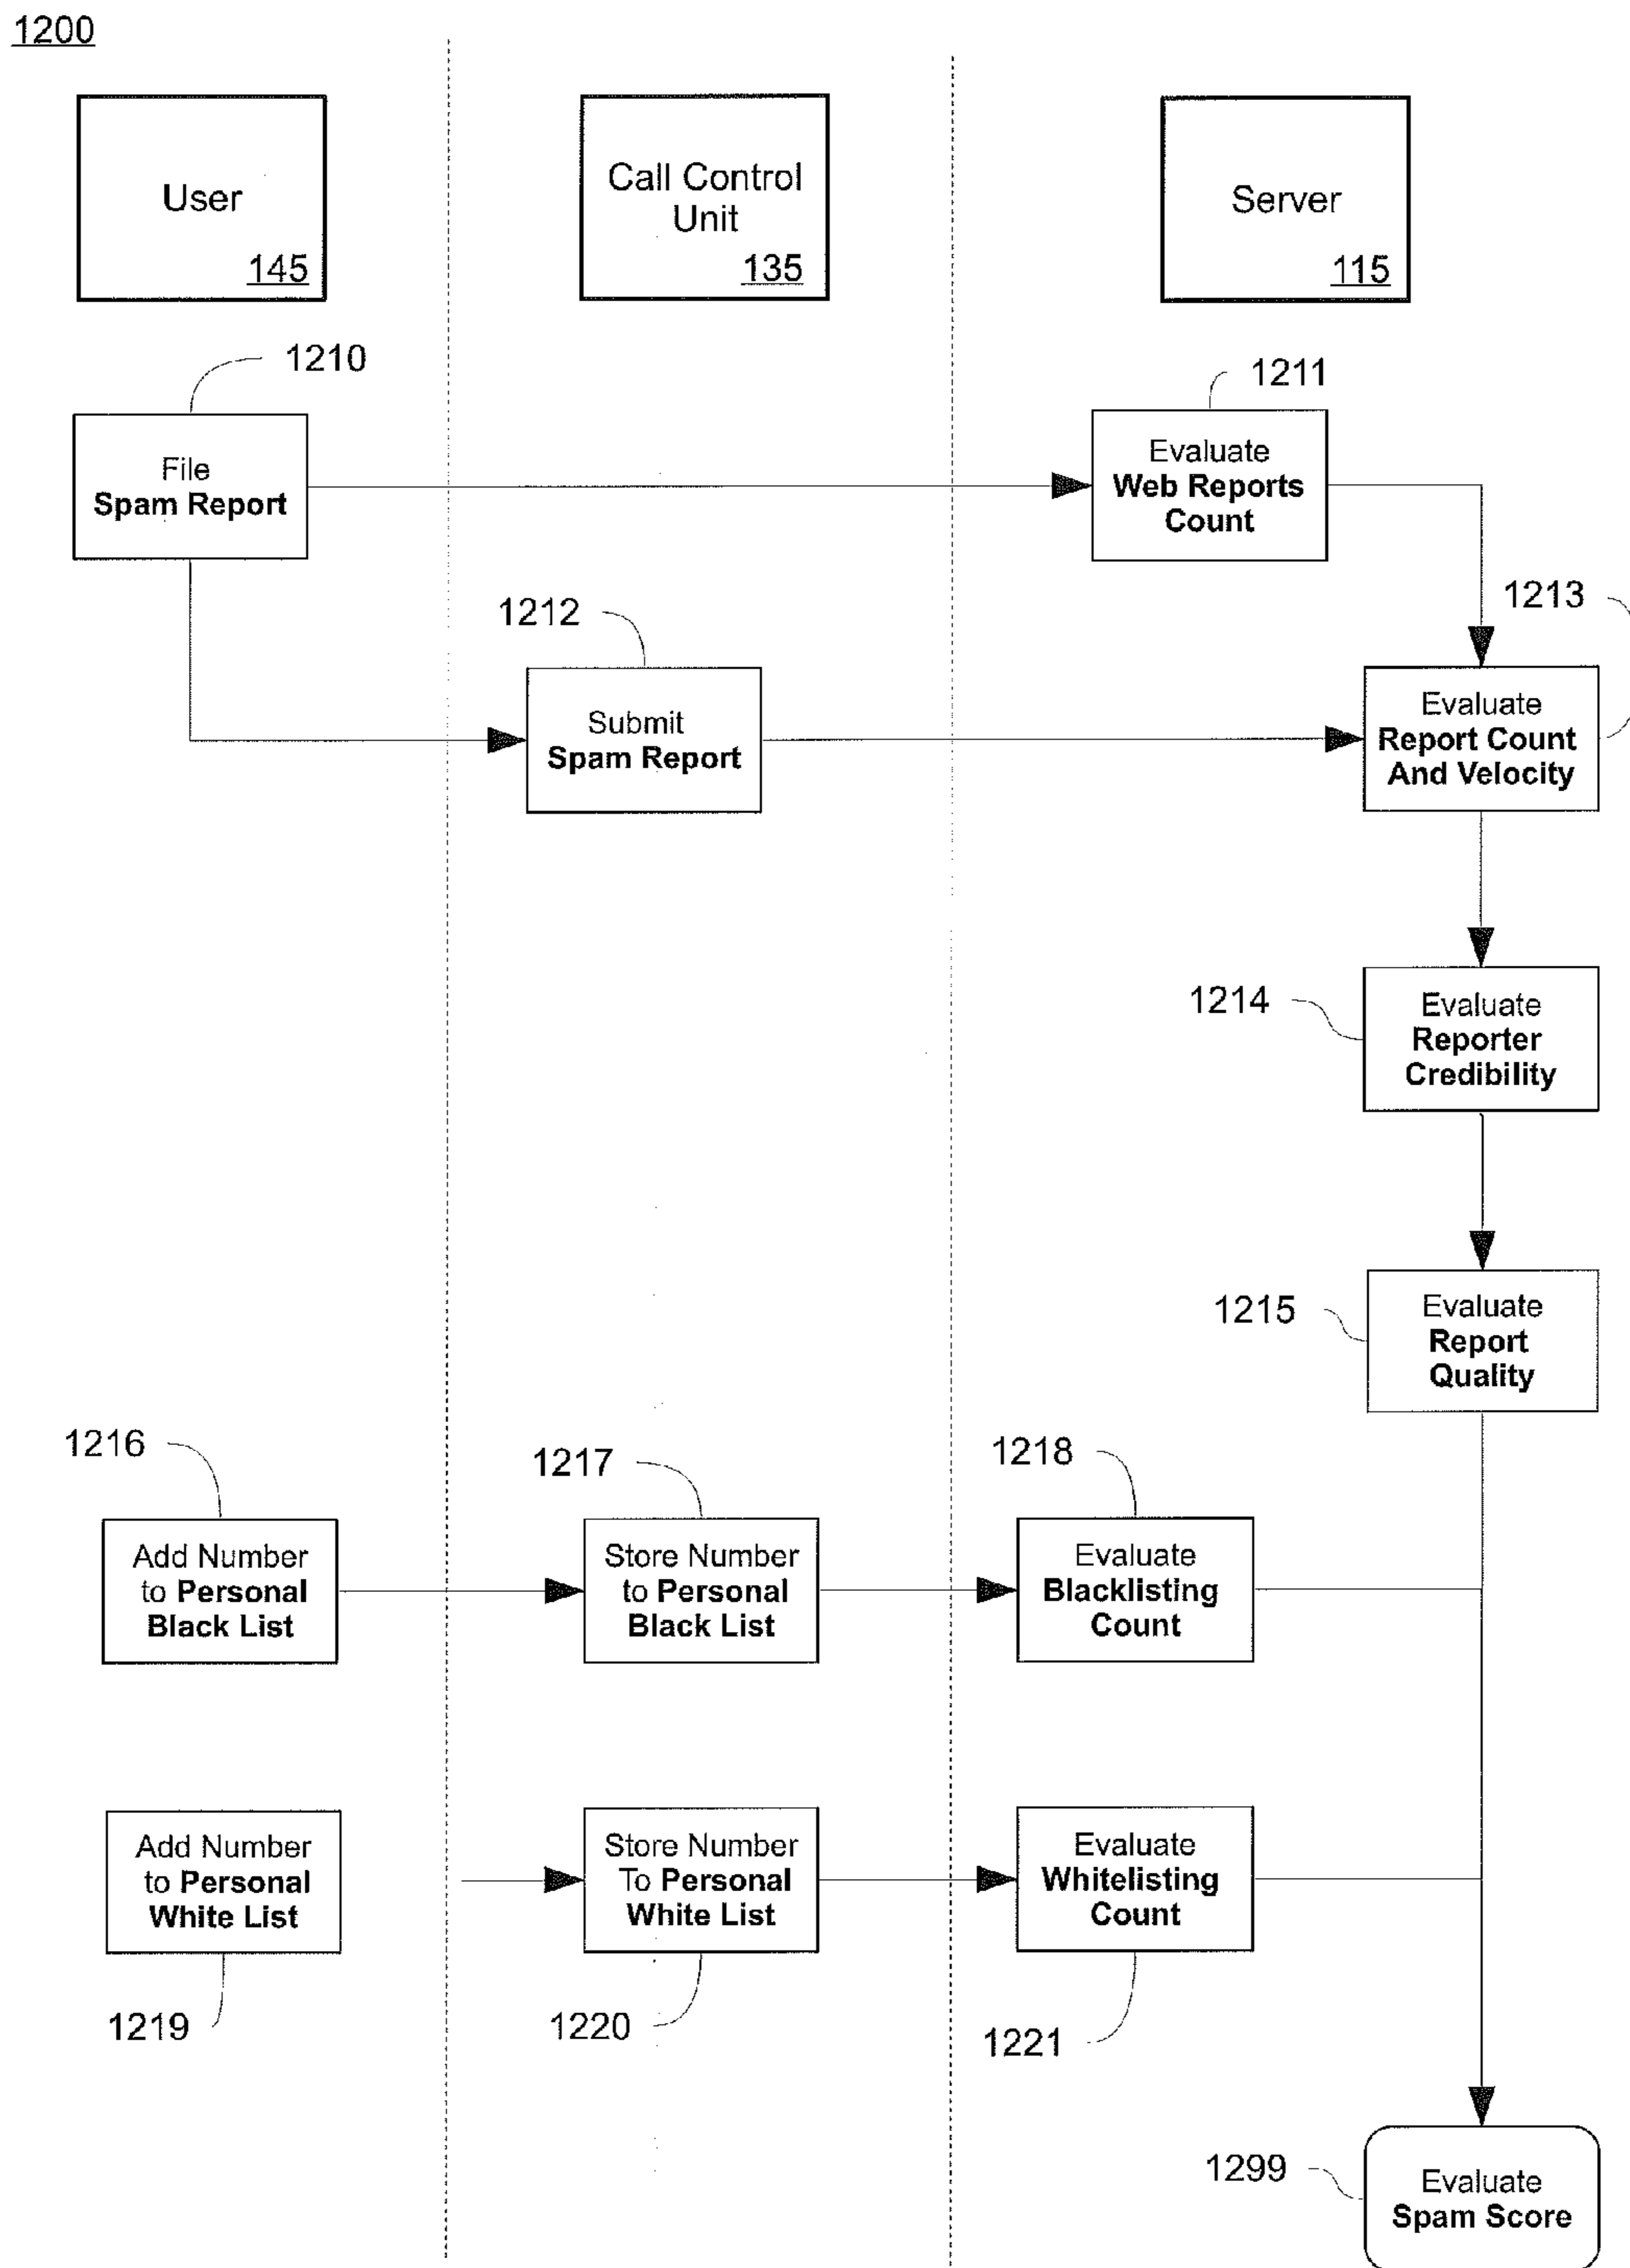 1200
User
145
Call Control
Unit
135
Server
115
1210
File
Spam Report
1211
Evaluate
Web Reports
Count
1212
Submit
Spam Report
1213
Evaluate
Report Count
And Velocity
1214
Evaluate
Reporter
Credibility
1215
Evaluate
Report
Quality
1216
Add Number
to Personal
Black List
1217
Store Number
to Personal
Black List
1218
Evaluate
Blacklisting
Count
Add Number
to Personal
White List
1219
Store Number
To Personal
White List
1220
Evaluate
Whitelisting
Count
1221
1299
Evaluate
Spam Score